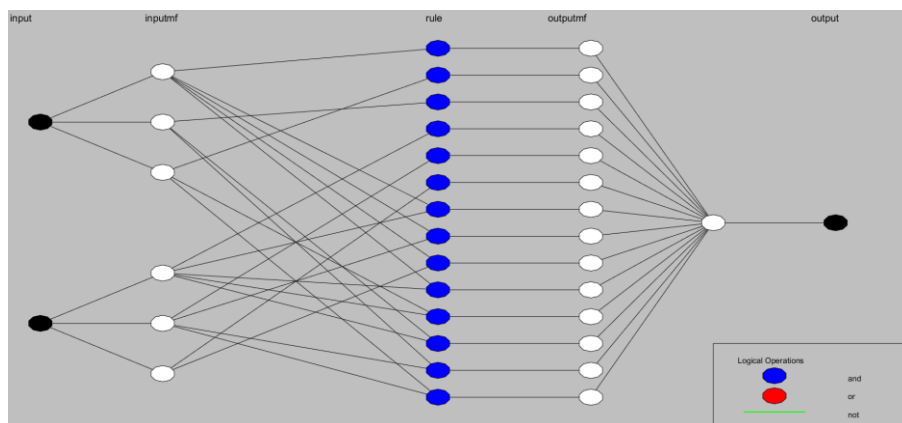 input inputmf rule outputmf output
Logical Operations
and
or
not